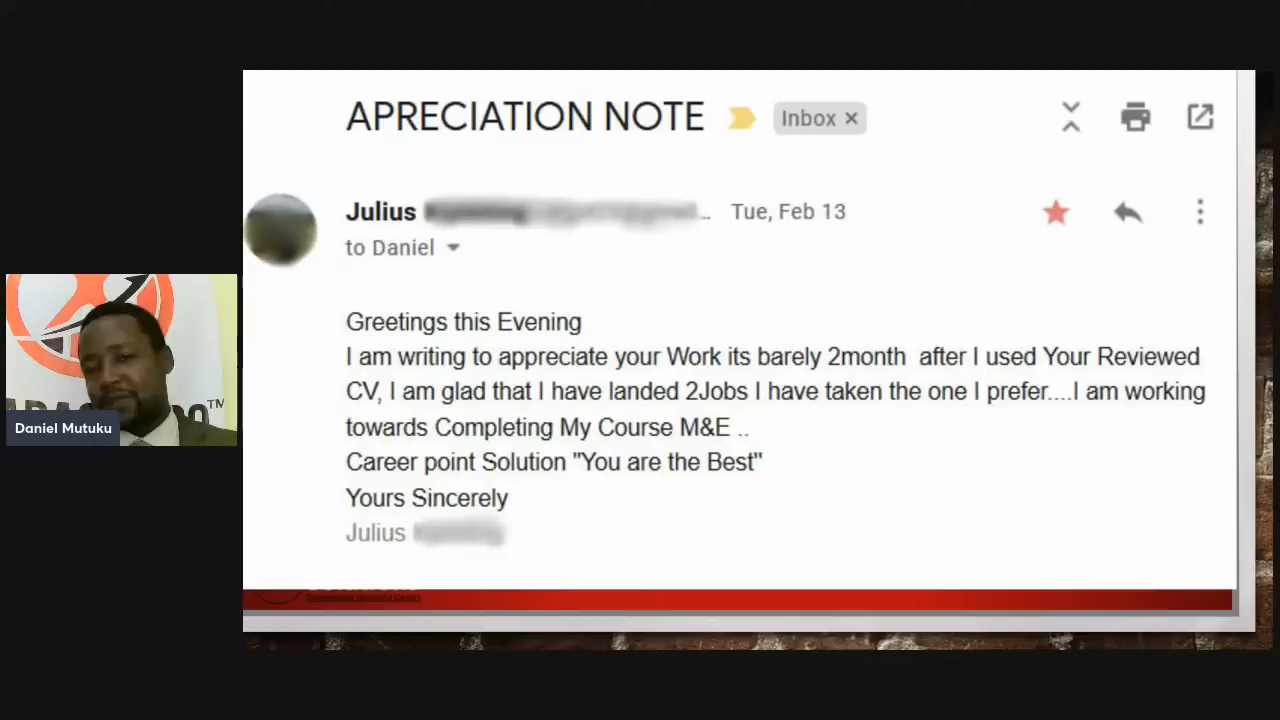 APRECIATION NOTE
Inbox ×
Julius
Tue, Feb 13
to Daniel
Greetings this Evening
I am writing to appreciate your Work its barely 2month after I used Your Reviewed
CV, I am glad that I have landed 2Jobs I have taken the one I prefer....I am working
towards Completing My Course M&E ..
Career point Solution "You are the Best"
Yours Sincerely
Julius
Daniel Mutuku